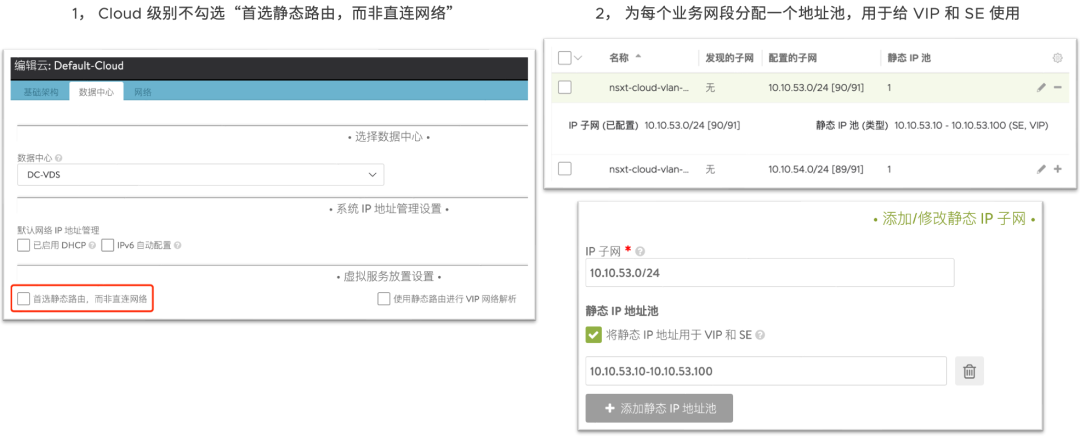 1， Cloud 级别不勾选“首选静态路由，而非直连网络”
编辑云: Default-Cloud
基础架构 数据中心 网络
• 选择数据中心 •
数据中心
DC-VDS
• 系统 IP 地址管理设置 •
默认网络 IP 地址管理
已启用 DHCP IPv6 自动配置
• 虚拟服务放置设置 •
首选静态路由，而非直连网络 使用静态路由进行 VIP 网络解析
2， 为每个业务网段分配一个地址池，用于给 VIP 和 SE 使用
名称 发现的子网 配置的子网 静态 IP 池
nsxt-cloud-vlan-... 无 10.10.53.0/24 [90/91] 1
IP 子网 (已配置) 10.10.53.0/24 [90/91] 静态 IP 池 (类型) 10.10.53.10 - 10.10.53.100 (SE, VIP)
nsxt-cloud-vlan-... 无 10.10.54.0/24 [89/91] 1
• 添加/修改静态 IP 子网 •
IP 子网 *
10.10.53.0/24
静态 IP 地址池
将静态 IP 地址用于 VIP 和 SE
10.10.53.10-10.10.53.100
+ 添加静态 IP 地址池